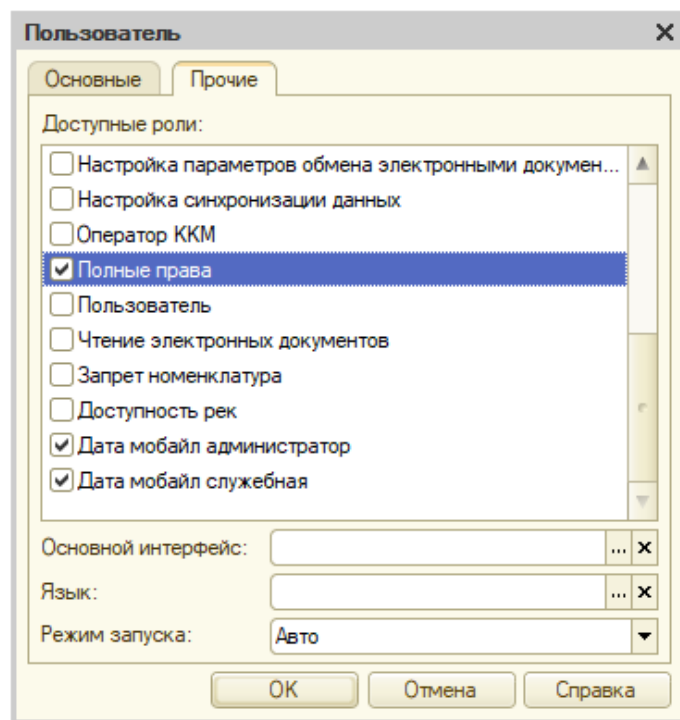 Пользователь
Основные Прочие
Доступные роли:
Настройка параметров обмена электронными докумен...
Настройка синхронизации данных
Оператор ККМ
Полные права
Пользователь
Чтение электронных документов
Запрет номенклатура
Доступность рек
Дата мобайл администратор
Дата мобайл служебная
Основной интерфейс: ...
Язык: ...
Режим запуска: Авто
ОК Отмена Справка